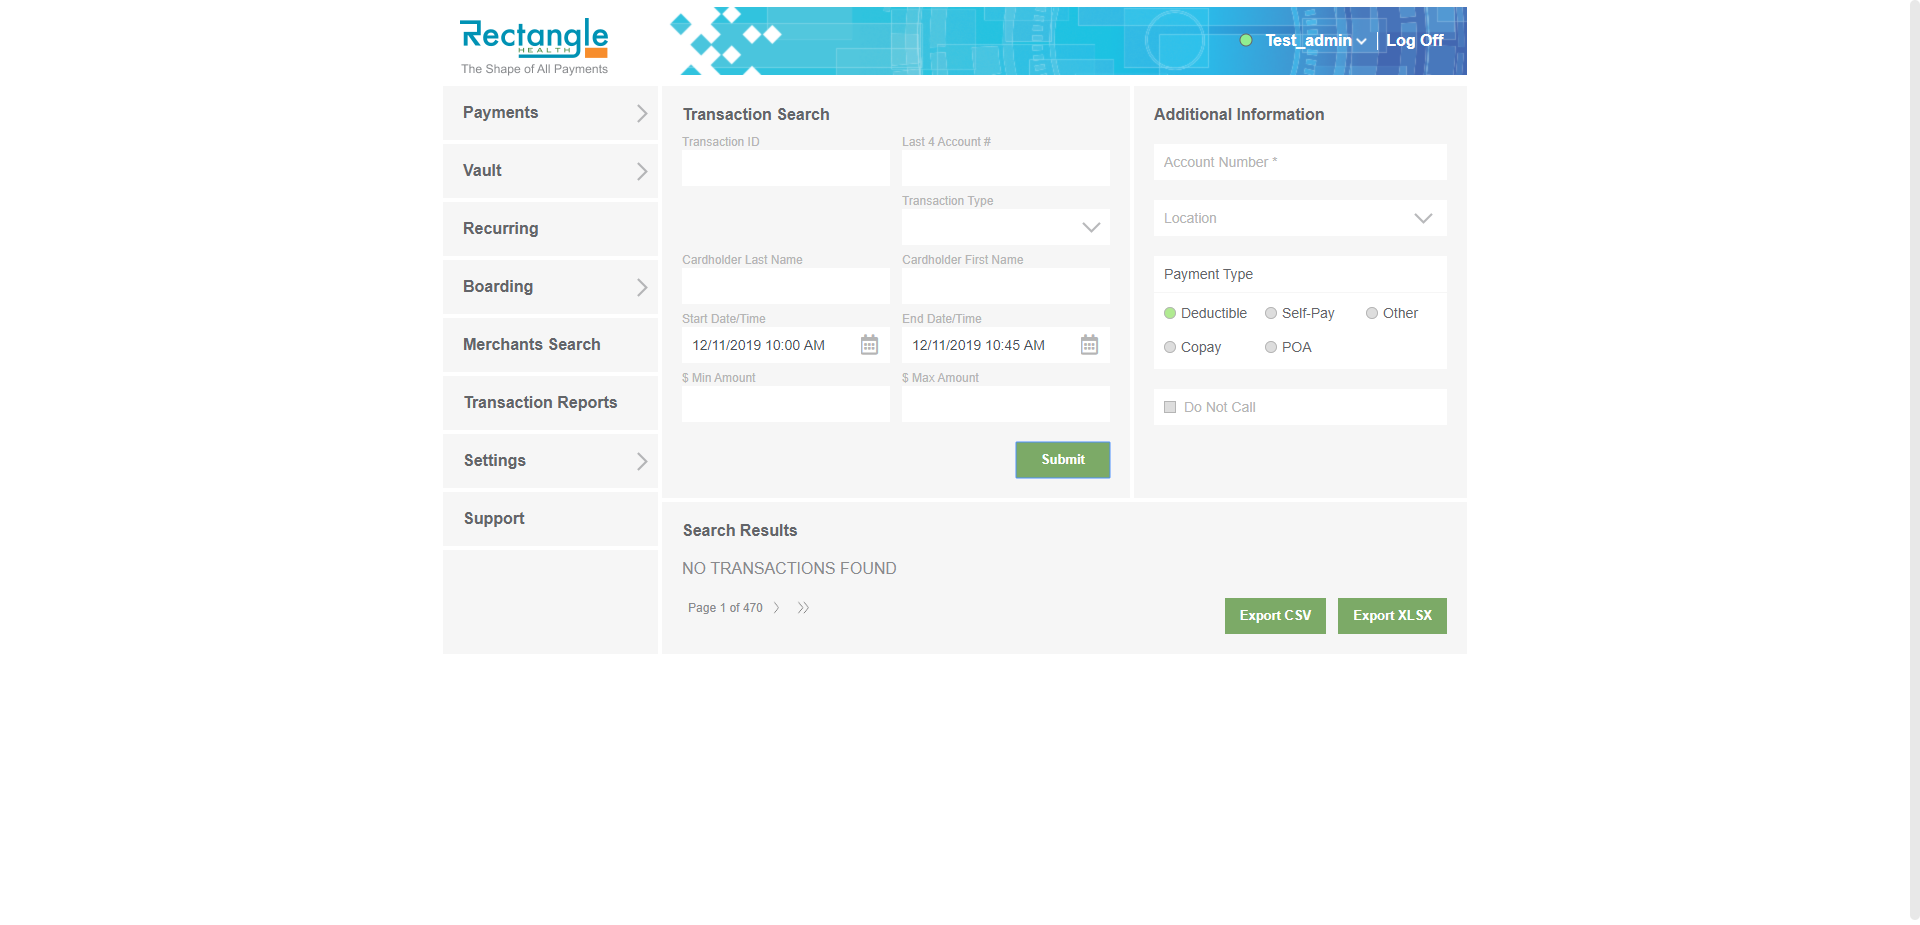 Rectangle
HEALTH
The Shape of All Payments
Test_admin | Log Off
Payments
Vault
Recurring
Boarding
Merchants Search
Transaction Reports
Settings
Support
Transaction Search
Transaction ID
Last 4 Account #
Transaction Type
Cardholder Last Name
Cardholder First Name
Start Date/Time
End Date/Time
12/11/2019 10:00 AM
12/11/2019 10:45 AM
$ Min Amount
$ Max Amount
Submit
Additional Information
Account Number *
Location
Payment Type
Deductible Self-Pay Other
Copay POA
Do Not Call
Search Results
NO TRANSACTIONS FOUND
Page 1 of 470
Export CSV
Export XLSX